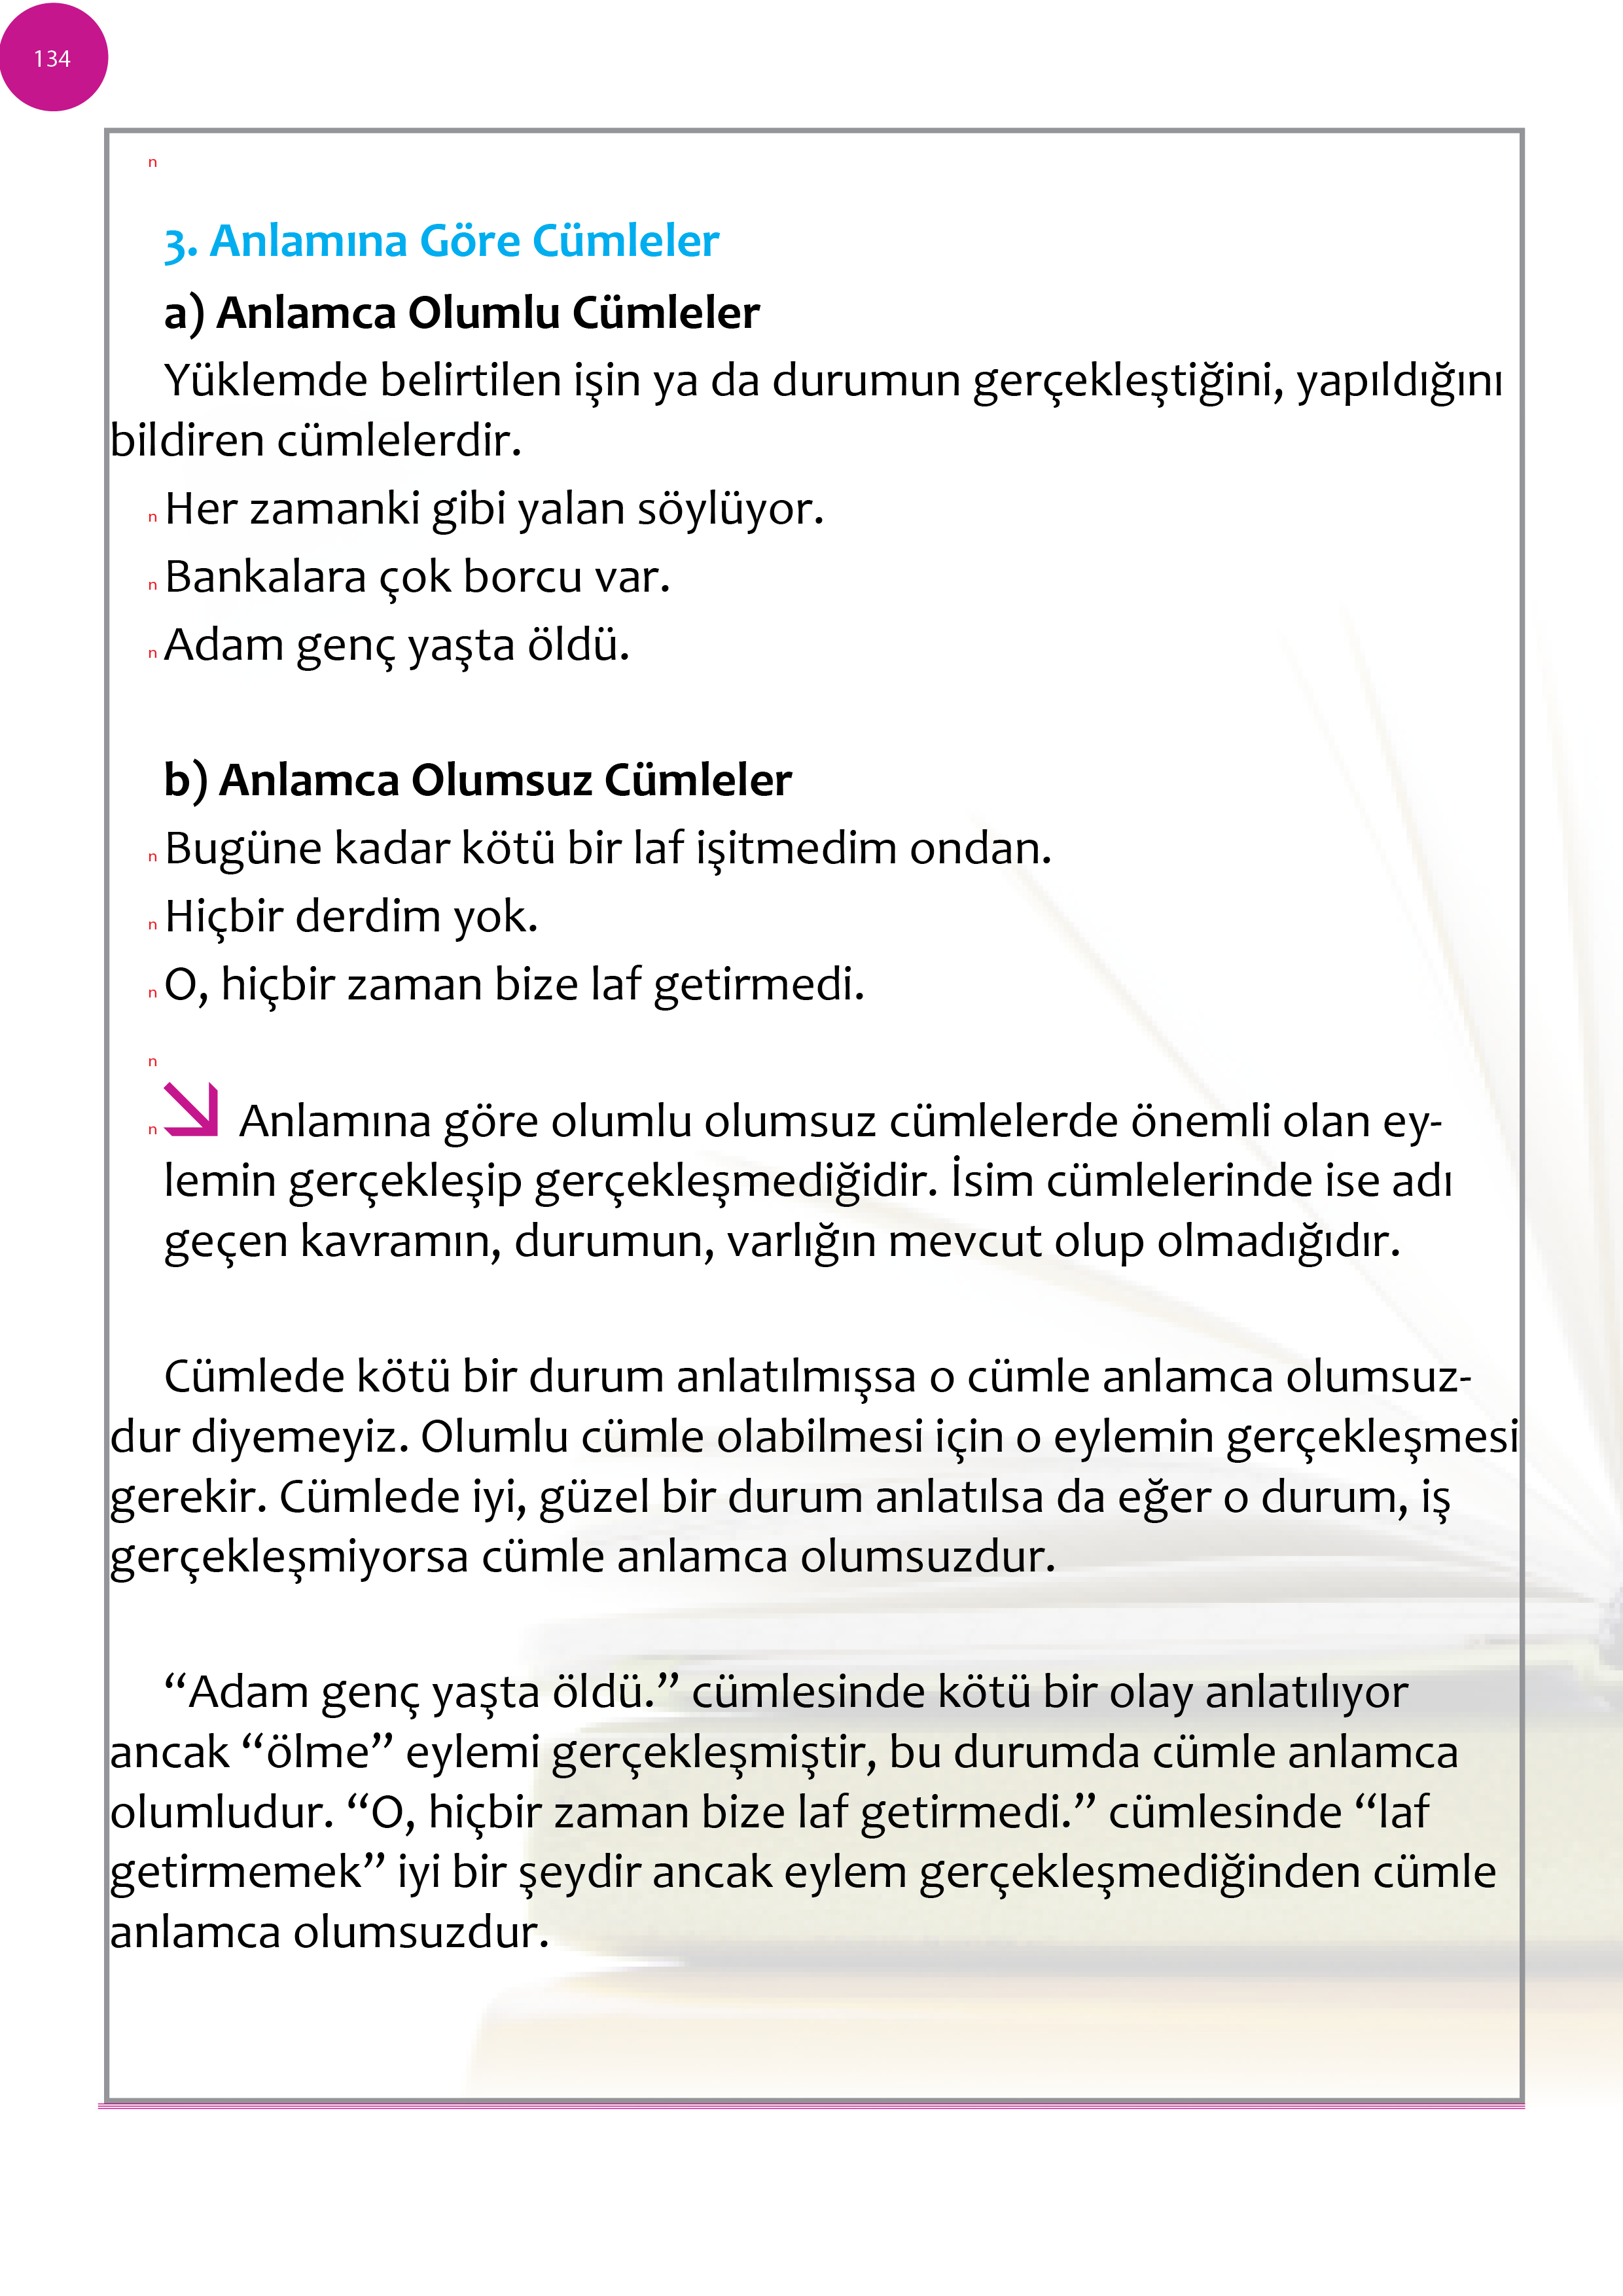 134
n
3. Anlamına Göre Cümleler
a) Anlamca Olumlu Cümleler
Yüklemde belirtilen işin ya da durumun gerçekleştiğini, yapıldığını
bildiren cümlelerdir.
n Her zamanki gibi yalan söylüyor.
n Bankalara çok borcu var.
n Adam genç yaşta öldü.
b) Anlamca Olumsuz Cümleler
n Bugüne kadar kötü bir laf işitmedim ondan.
n Hiçbir derdim yok.
n O, hiçbir zaman bize laf getirmedi.
n
n Anlamına göre olumlu olumsuz cümlelerde önemli olan ey-
lemin gerçekleşip gerçekleşmediğidir. İsim cümlelerinde ise adı
geçen kavramın, durumun, varlığın mevcut olup olmadığıdır.
Cümlede kötü bir durum anlatılmışsa o cümle anlamca olumsuz-
dur diyemeyiz. Olumlu cümle olabilmesi için o eylemin gerçekleşmesi
gerekir. Cümlede iyi, güzel bir durum anlatılsa da eğer o durum, iş
gerçekleşmiyorsa cümle anlamca olumsuzdur.
“Adam genç yaşta öldü.” cümlesinde kötü bir olay anlatılıyor
ancak “ölme” eylemi gerçekleşmiştir, bu durumda cümle anlamca
olumludur. “O, hiçbir zaman bize laf getirmedi.” cümlesinde “laf
getirmemek” iyi bir şeydir ancak eylem gerçekleşmediğinden cümle
anlamca olumsuzdur.